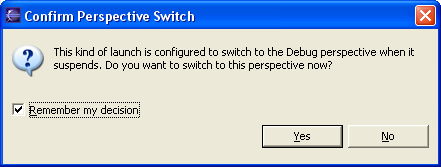 Confirm Perspective Switch
This kind of launch is configured to switch to the Debug perspective when it
suspends. Do you want to switch to this perspective now?
Remember my decision
Yes
No